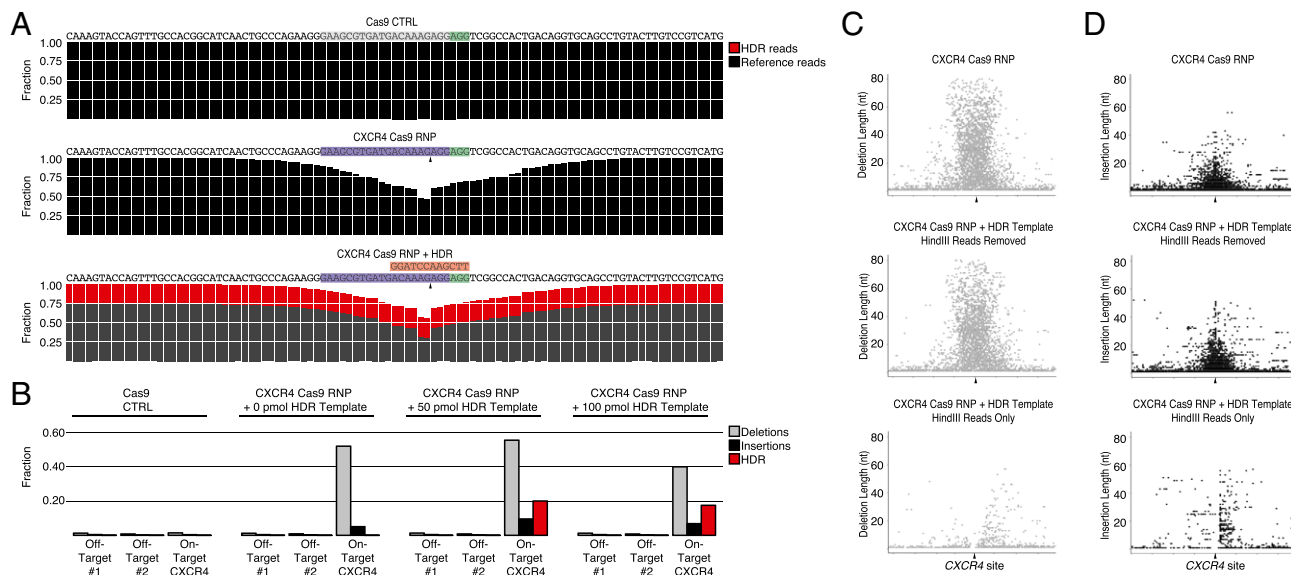 A
Cas9 CTRL
CAAAGTACCAGTTTGCCACGGCATCAACTGCCCAGAAGGGAAGCGTGATGACAAAGAGGAGGTCGGCCACTGACAGGTGCAGCCTGTACTTGTCCGTCATG
1.00
0.75
0.50
0.25
Fraction
HDR reads
Reference reads
CXCR4 Cas9 RNP
CAAAGTACCAGTTTGCCACGGCATCAACTGCCCAGAAGGGAAGCGTGATGACAAAGAGGAGGTCGGCCACTGACAGGTGCAGCCTGTACTTGTCCGTCATG
1.00
0.75
0.50
0.25
Fraction
CXCR4 Cas9 RNP + HDR
GGATCCAAGCTT
CAAAGTACCAGTTTGCCACGGCATCAACTGCCCAGAAGGGAAGCGTGATGACAAAGAGGAGGTCGGCCACTGACAGGTGCAGCCTGTACTTGTCCGTCATG
1.00
0.75
0.50
0.25
Fraction
B
Cas9
CTRL
CXCR4 Cas9 RNP
+ 0 pmol HDR Template
CXCR4 Cas9 RNP
+ 50 pmol HDR Template
CXCR4 Cas9 RNP
+ 100 pmol HDR Template
0.60
0.40
0.20
Fraction
Deletions
Insertions
HDR
Off-
Target
#1
Off-
Target
#2
On-
Target
CXCR4
Off-
Target
#1
Off-
Target
#2
On-
Target
CXCR4
Off-
Target
#1
Off-
Target
#2
On-
Target
CXCR4
Off-
Target
#1
Off-
Target
#2
On-
Target
CXCR4
C
CXCR4 Cas9 RNP
80
60
40
20
Deletion Length (nt)
CXCR4 Cas9 RNP + HDR Template
HindIII Reads Removed
80
60
40
20
Deletion Length (nt)
CXCR4 Cas9 RNP + HDR Template
HindIII Reads Only
80
60
40
20
Deletion Length (nt)
CXCR4 site
D
CXCR4 Cas9 RNP
80
60
40
20
Insertion Length (nt)
CXCR4 Cas9 RNP + HDR Template
HindIII Reads Removed
80
60
40
20
Insertion Length (nt)
CXCR4 Cas9 RNP + HDR Template
HindIII Reads Only
80
60
40
20
Insertion Length (nt)
CXCR4 site